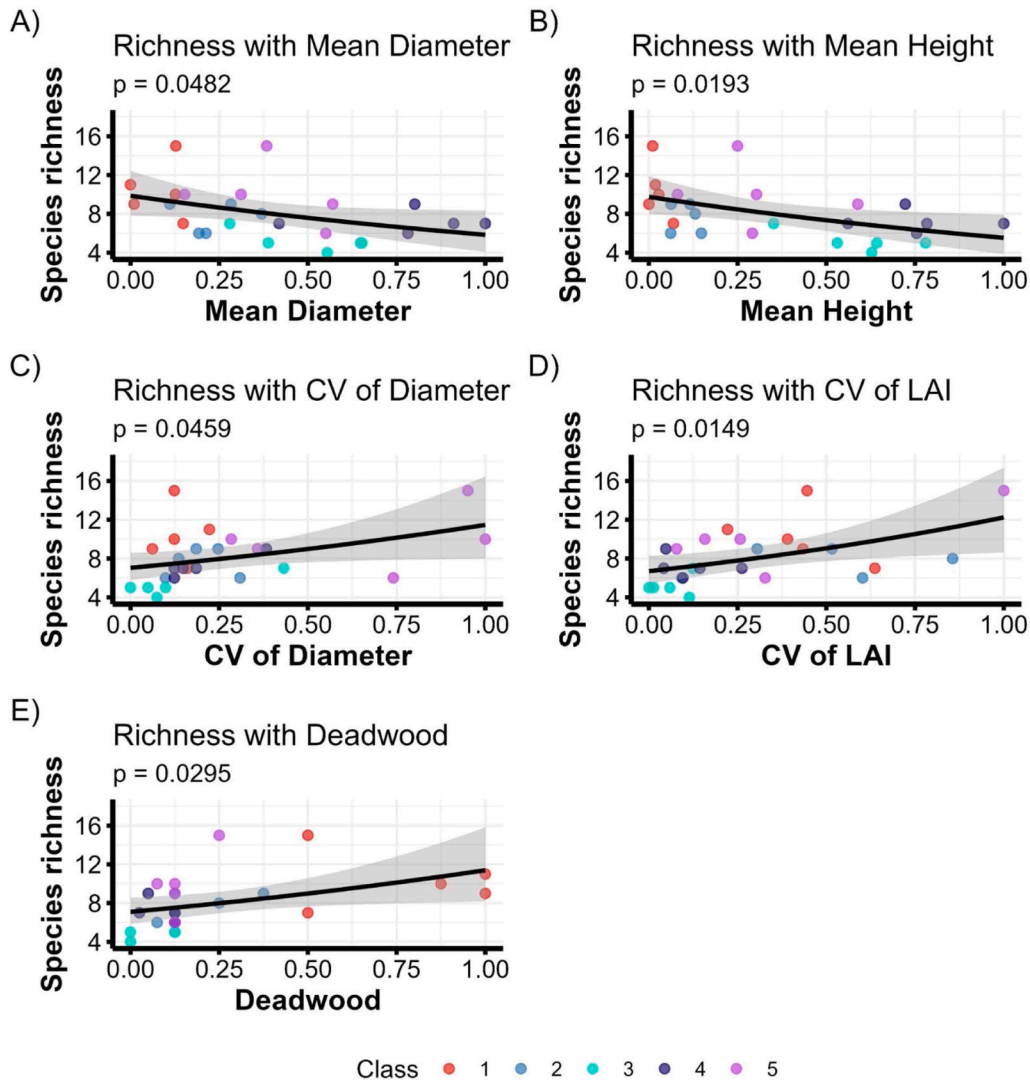 A)
Richness with Mean Diameter
p = 0.0482
Species richness
16
12
8
4
0.00 0.25 0.50 0.75 1.00
Mean Diameter
B)
Richness with Mean Height
p = 0.0193
Species richness
16
12
8
4
0.00 0.25 0.50 0.75 1.00
Mean Height
C)
Richness with CV of Diameter
p = 0.0459
Species richness
16
12
8
4
0.00 0.25 0.50 0.75 1.00
CV of Diameter
D)
Richness with CV of LAI
p = 0.0149
Species richness
16
12
8
4
0.00 0.25 0.50 0.75 1.00
CV of LAI
E)
Richness with Deadwood
p = 0.0295
Species richness
16
12
8
4
0.00 0.25 0.50 0.75 1.00
Deadwood
Class 1 2 3 4 5